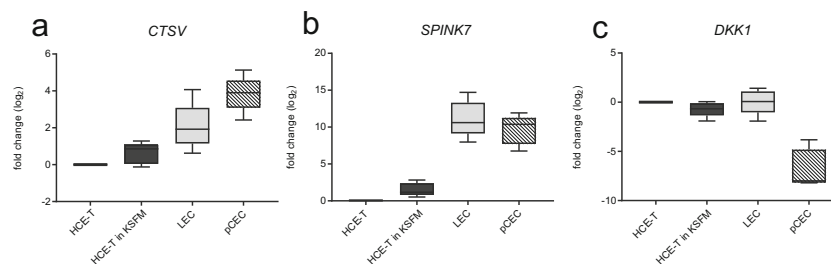 a
CTSV
fold change (log₂)
6
4
2
0
-2
HCE-T
HCE-T in KSFM
LEC
pCEC
b
SPINK7
fold change (log₂)
20
15
10
5
0
HCE-T
HCE-T in KSFM
LEC
pCEC
c
DKK1
fold change (log₂)
5
0
-5
-10
HCE-T
HCE-T in KSFM
LEC
pCEC